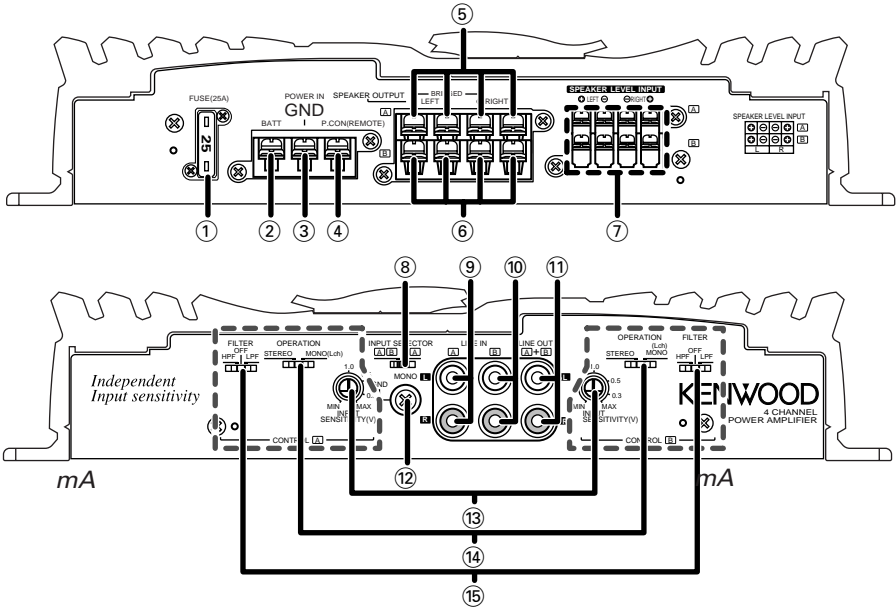 ⑤
FUSE(25A)
POWER IN
GND
BATT
P.CON(REMOTE)
SPEAKER OUTPUT
BRIDGED
LEFT
RIGHT
A
B
SPEAKER LEVEL INPUT
⊕ LEFT ⊖
⊖RIGHT⊕
A
B
SPEAKER LEVEL INPUT
⊕⊖⊖⊕ A
⊕⊖⊖⊕ B
L R
25
① ② ③ ④ ⑥ ⑦
⑧ ⑨ ⑩ ⑪
FILTER
OFF
HPF LPF
OPERATION
STEREO MONO(Lch)
INPUT SELECTOR
A B A
MONO
LINE IN
A B
LINE OUT
A+B
L
R
1.0
MIN MAX
INPUT
SENSITIVITY(V)
CONTROL A
Independent
Input sensitivity
OPERATION
(Lch)
STEREO MONO
FILTER
OFF
HPF LPF
1.0
0.5
0.3
MIN MAX
INPUT
SENSITIVITY(V)
CONTROL B
KENWOOD
4 CHANNEL
POWER AMPLIFIER
mA
mA
⑫
⑬
⑭
⑮